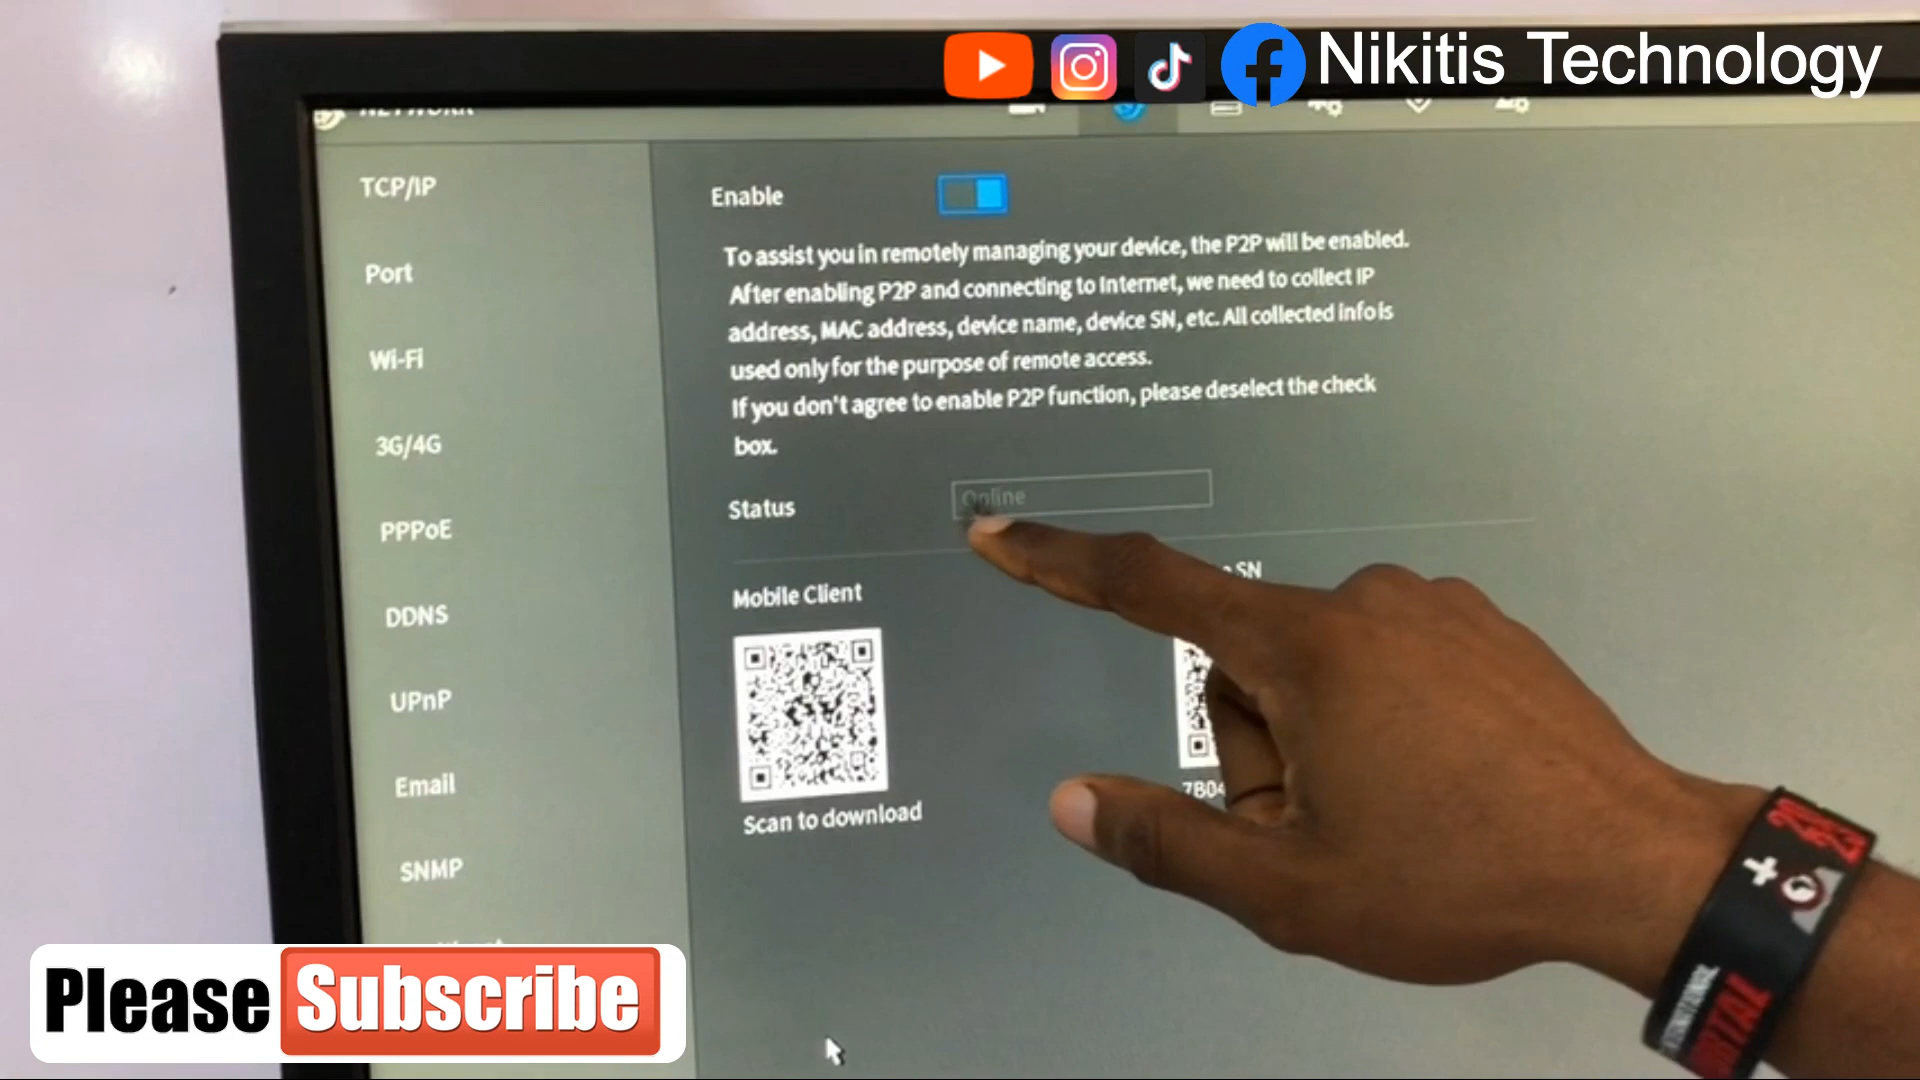 Nikitis Technology
NETWORK
TCP/IP
Port
Wi-Fi
3G/4G
PPPoE
DDNS
UPnP
Email
SNMP
Enable
To assist you in remotely managing your device, the P2P will be enabled.
After enabling P2P and connecting to Internet, we need to collect IP
address, MAC address, device name, device SN, etc. All collected info is
used only for the purpose of remote access.
If you don't agree to enable P2P function, please deselect the check
box.
Status
Online
Mobile Client
SN
Scan to download
7B04
Please Subscribe